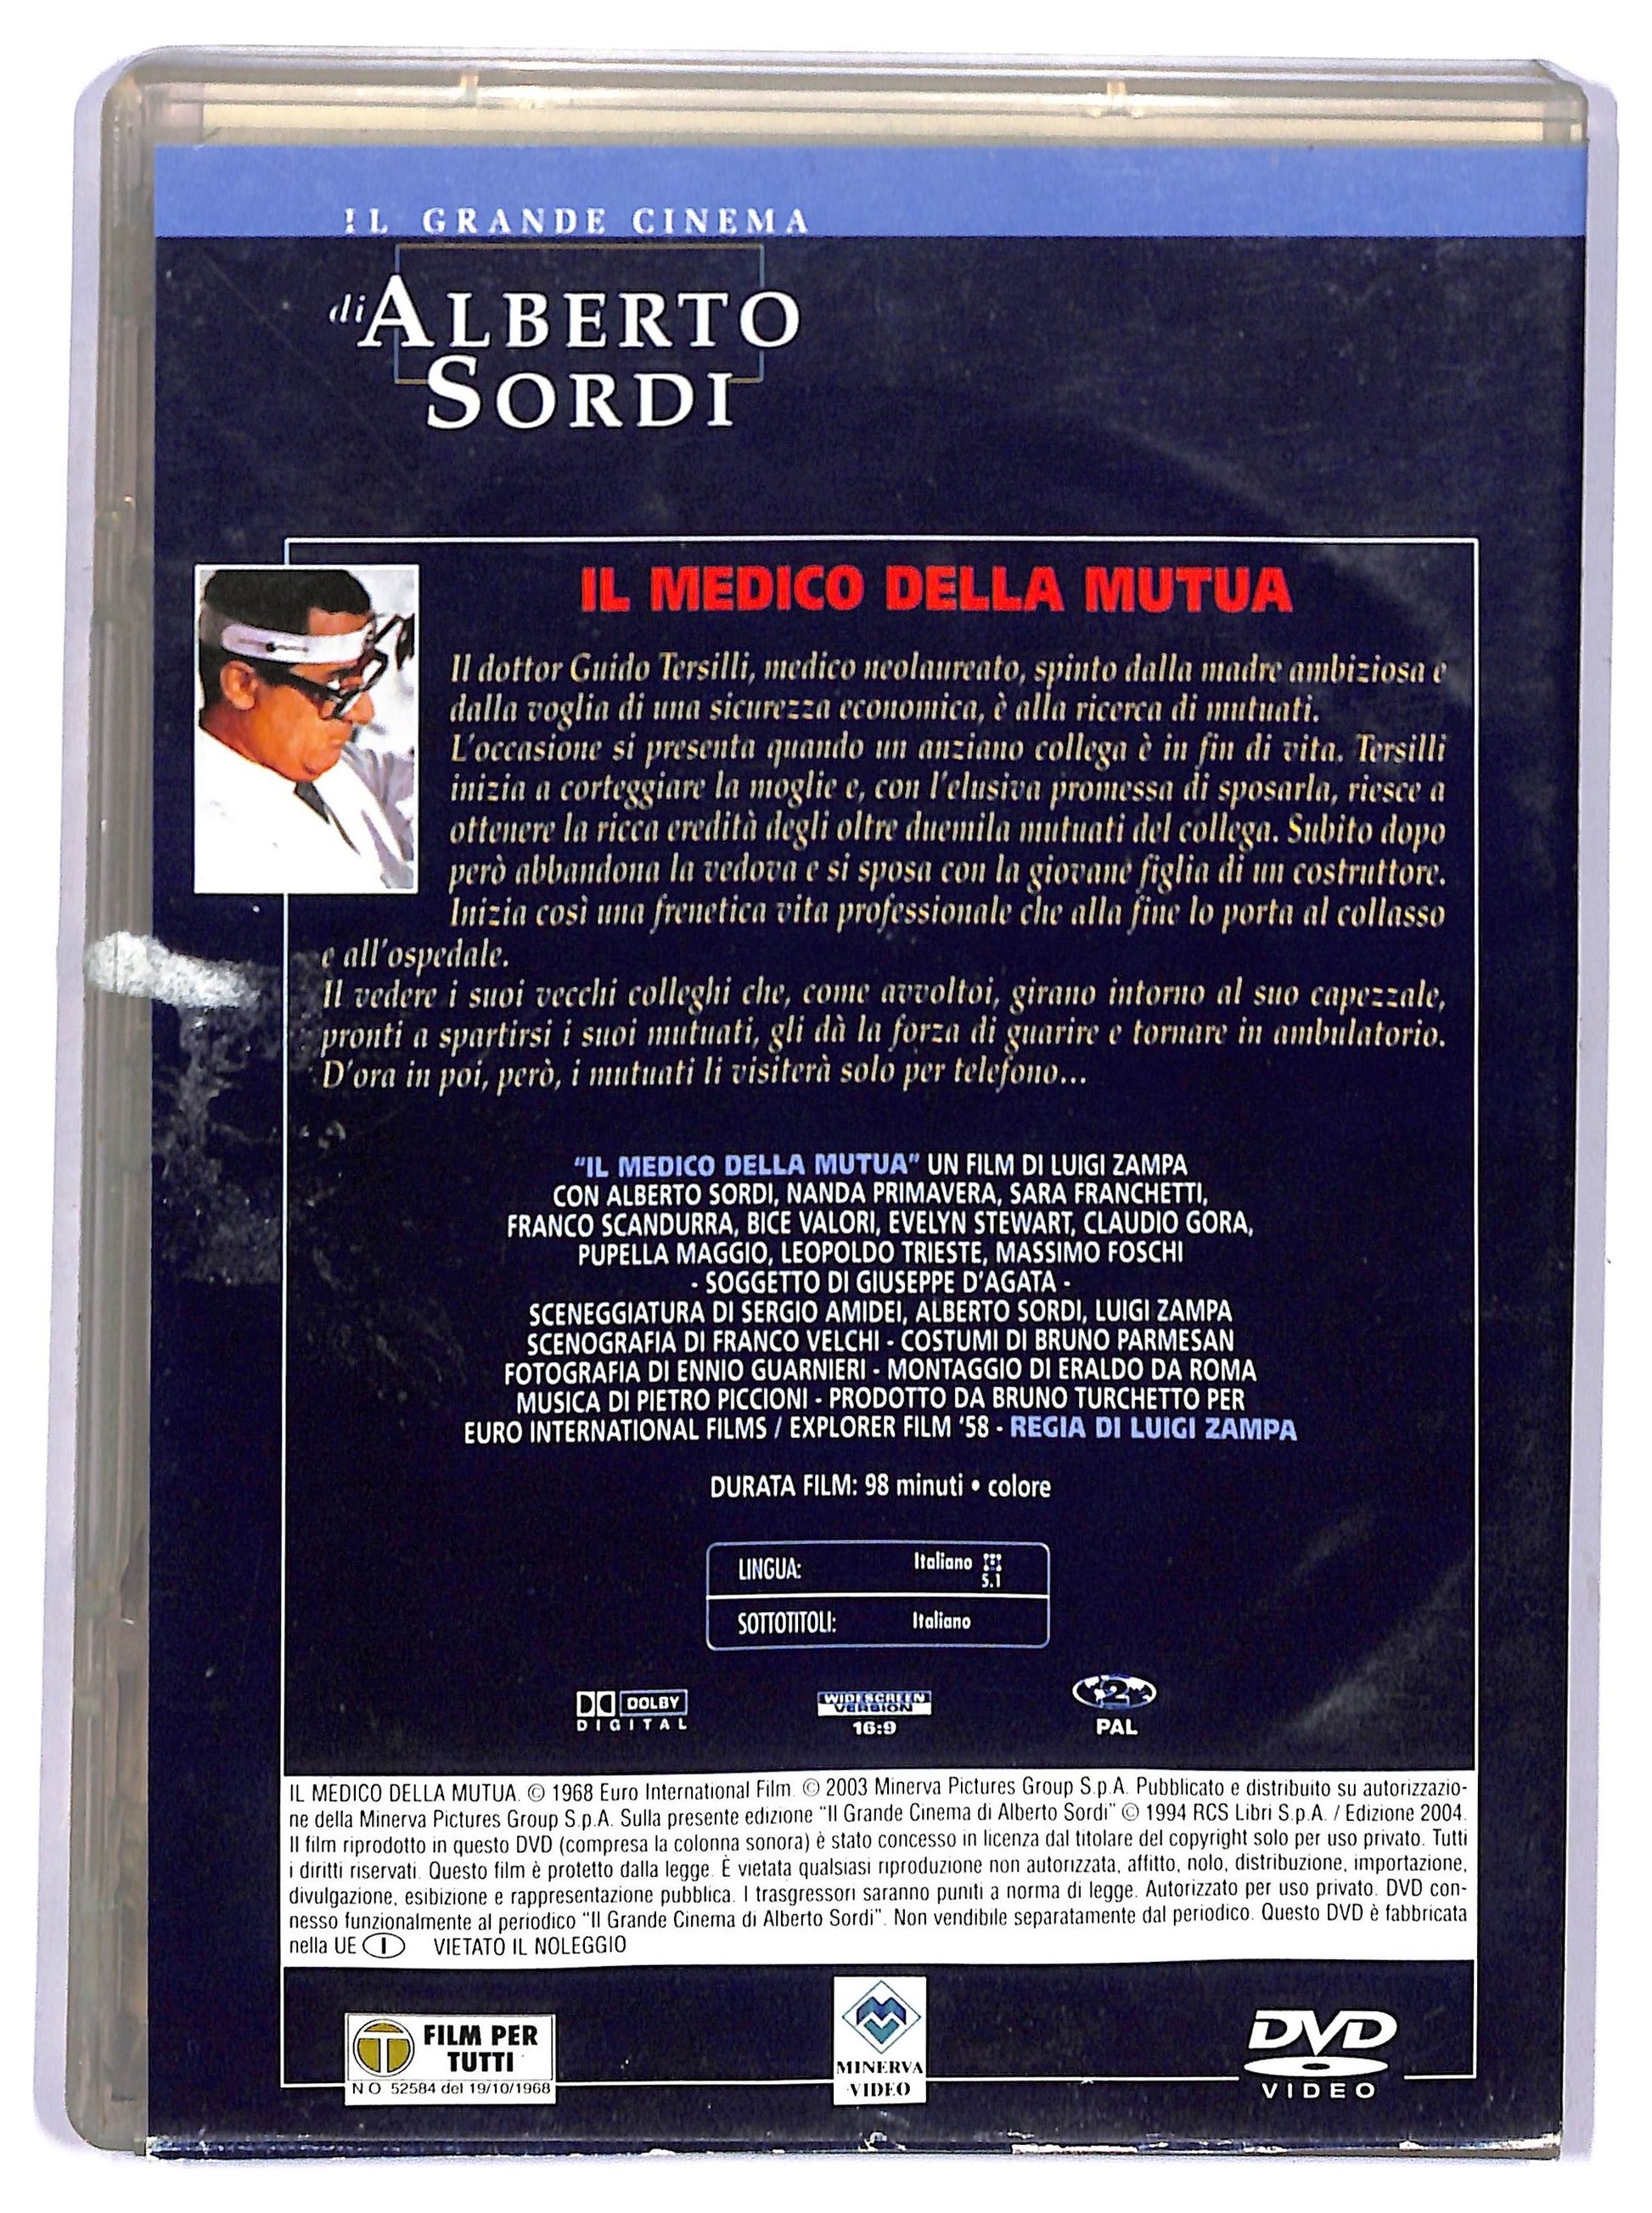 IL GRANDE CINEMA
di ALBERTO
SORDI
IL MEDICO DELLA MUTUA
Il dottor Guido Tersilli, medico neolaureato, spinto dalla madre ambiziosa e
dalla voglia di una sicurezza economica, è alla ricerca di mutuati.
L'occasione si presenta quando un anziano collega è in fin di vita. Tersilli
inizia a corteggiare la moglie e, con l'elusiva promessa di sposarla, riesce a
ottenere la ricca eredità degli oltre duemila mutuati del collega. Subito dopo
però abbandona la vedova e si sposa con la giovane figlia di un costruttore.
Inizia così una frenetica vita professionale che alla fine lo porta al collasso
e all'ospedale.
Il vedere i suoi vecchi colleghi che, come avvoltoi, girano intorno al suo capezzale,
pronti a spartirsi i suoi mutuati, gli dà la forza di guarire e tornare in ambulatorio.
D'ora in poi, però, i mutuati li visiterà solo per telefono...
"IL MEDICO DELLA MUTUA" UN FILM DI LUIGI ZAMPA
CON ALBERTO SORDI, NANDA PRIMAVERA, SARA FRANCHETTI,
FRANCO SCANDURRA, BICE VALORI, EVELYN STEWART, CLAUDIO GORA,
PUPELLA MAGGIO, LEOPOLDO TRIESTE, MASSIMO FOSCHI
- SOGGETTO DI GIUSEPPE D'AGATA -
SCENEGGIATURA DI SERGIO AMIDEI, ALBERTO SORDI, LUIGI ZAMPA
SCENOGRAFIA DI FRANCO VELCHI - COSTUMI DI BRUNO PARMESAN
FOTOGRAFIA DI ENNIO GUARNIERI - MONTAGGIO DI ERALDO DA ROMA
MUSICA DI PIETRO PICCIONI - PRODOTTO DA BRUNO TURCHETTO PER
EURO INTERNATIONAL FILMS / EXPLORER FILM '58 - REGIA DI LUIGI ZAMPA
DURATA FILM: 98 minuti • colore
LINGUA: Italiano 5.1
SOTTOTITOLI: Italiano
DOLBY
DIGITAL
WIDESCREEN
VERSION
16:9
2
PAL
IL MEDICO DELLA MUTUA. © 1968 Euro International Film. © 2003 Minerva Pictures Group S.p.A. Pubblicato e distribuito su autorizzazio-
ne della Minerva Pictures Group S.p.A. Sulla presente edizione "Il Grande Cinema di Alberto Sordi" © 1994 RCS Libri S.p.A. / Edizione 2004.
Il film riprodotto in questo DVD (compresa la colonna sonora) è stato concesso in licenza dal titolare del copyright solo per uso privato. Tutti
i diritti riservati. Questo film è protetto dalla legge. È vietata qualsiasi riproduzione non autorizzata, affitto, nolo, distribuzione, importazione,
divulgazione, esibizione e rappresentazione pubblica. I trasgressori saranno puniti a norma di legge. Autorizzato per uso privato. DVD con-
nesso funzionalmente al periodico "Il Grande Cinema di Alberto Sordi". Non vendibile separatamente dal periodico. Questo DVD è fabbricata
nella UE I VIETATO IL NOLEGGIO
T FILM PER
TUTTI
N O 52584 del 19/10/1968
MINERVA
VIDEO
DVD
VIDEO